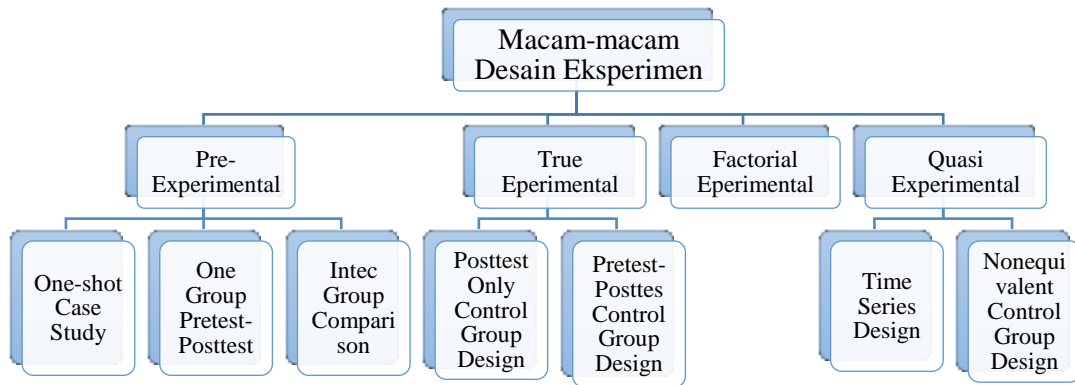 Macam-macam
Desain Eksperimen
Pre-
Experimental
True
Eperimental
Factorial
Eperimental
Quasi
Experimental
One-shot
Case
Study
One
Group
Pretest-
Posttest
Intec
Group
Compari
son
Posttest
Only
Control
Group
Design
Pretest-
Posttes
Control
Group
Design
Time
Series
Design
Nonequi
valent
Control
Group
Design